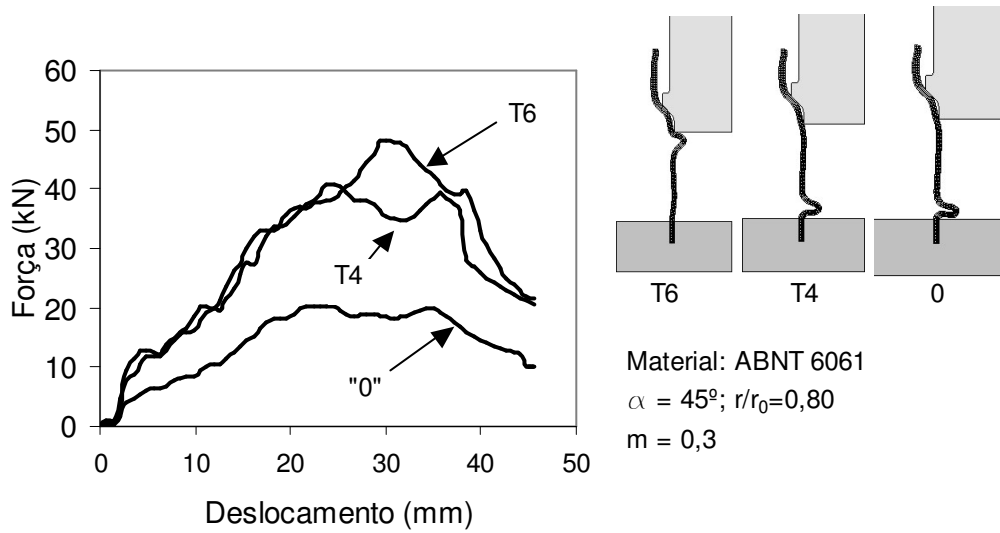 60
50
40
30
20
10
0
0 10 20 30 40 50
Força (kN)
Deslocamento (mm)
T6
T4
"0"
T6 T4 0
Material: ABNT 6061
α = 45º; r/r₀=0,80
m = 0,3